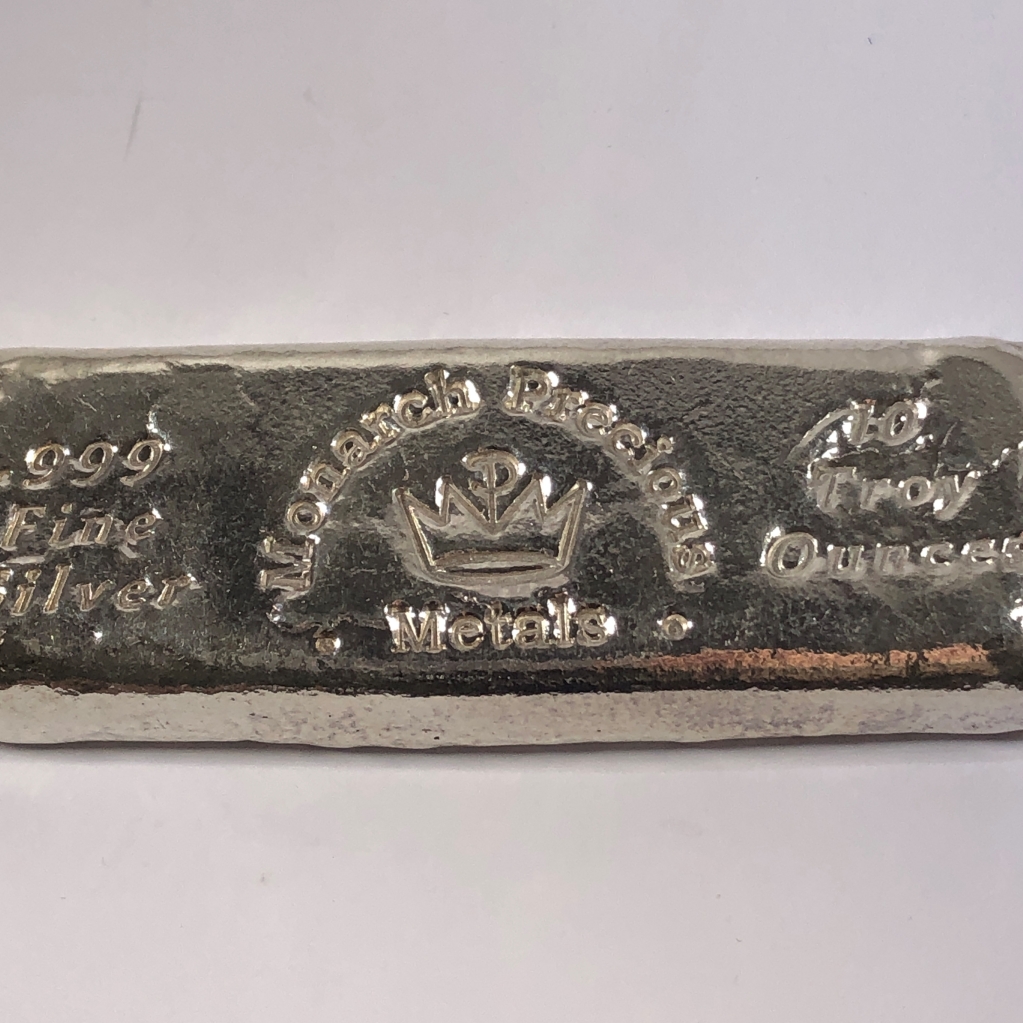 .999
Fine
Silver
Monarch Precious
Metals
10
Troy
Ounces